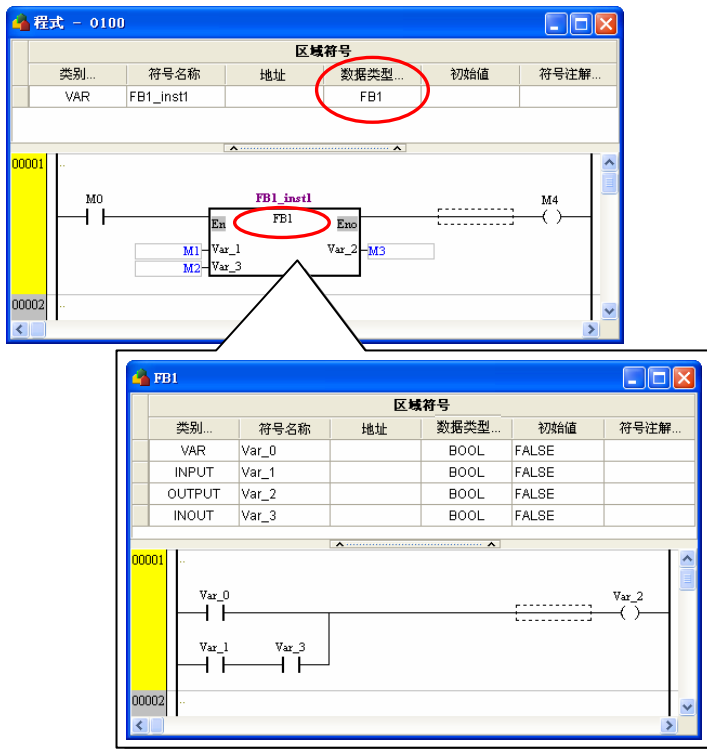 程式 - 0100
区域符号
类别... 符号名称 地址 数据类型... 初始值 符号注解...
VAR FB1_inst1 FB1
00001 ..
M0 FB1_inst1 M4
En FB1 Eno
M1 Var_1 Var_2 M3
M2 Var_3
00002 ..
FB1
区域符号
类别... 符号名称 地址 数据类型... 初始值 符号注解...
VAR Var_0 BOOL FALSE
INPUT Var_1 BOOL FALSE
OUTPUT Var_2 BOOL FALSE
INOUT Var_3 BOOL FALSE
00001 ..
Var_0 Var_2
Var_1 Var_3
00002 ..